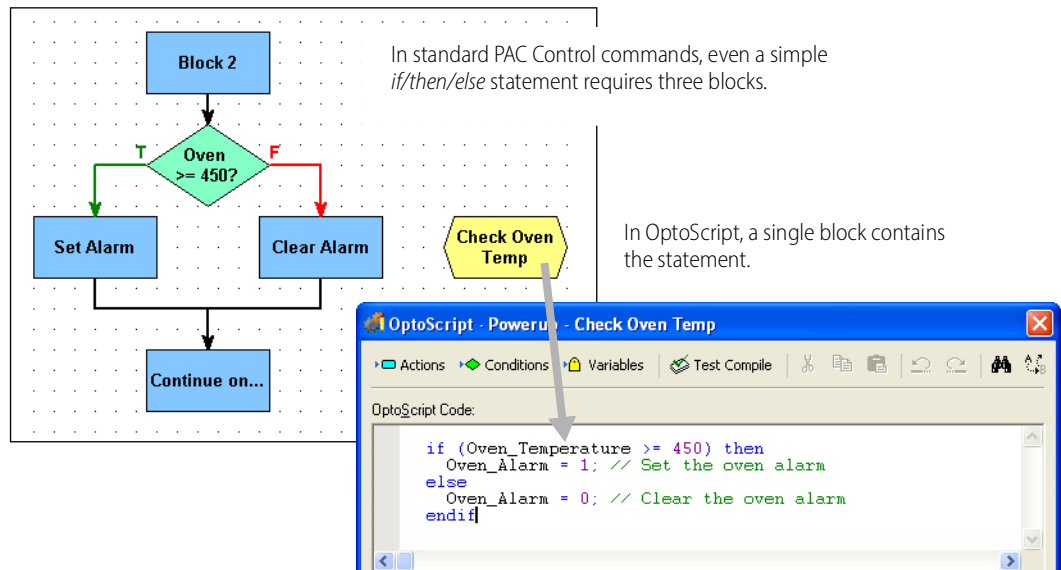 Block 2
In standard PAC Control commands, even a simple
if/then/else statement requires three blocks.
T
Oven
>= 450?
F
Set Alarm
Clear Alarm
Check Oven
Temp
In OptoScript, a single block contains
the statement.
Continue on...
OptoScript - Powerup - Check Oven Temp
Actions Conditions Variables Test Compile
OptoScript Code:
if (Oven_Temperature >= 450) then
Oven_Alarm = 1; // Set the oven alarm
else
Oven_Alarm = 0; // Clear the oven alarm
endif